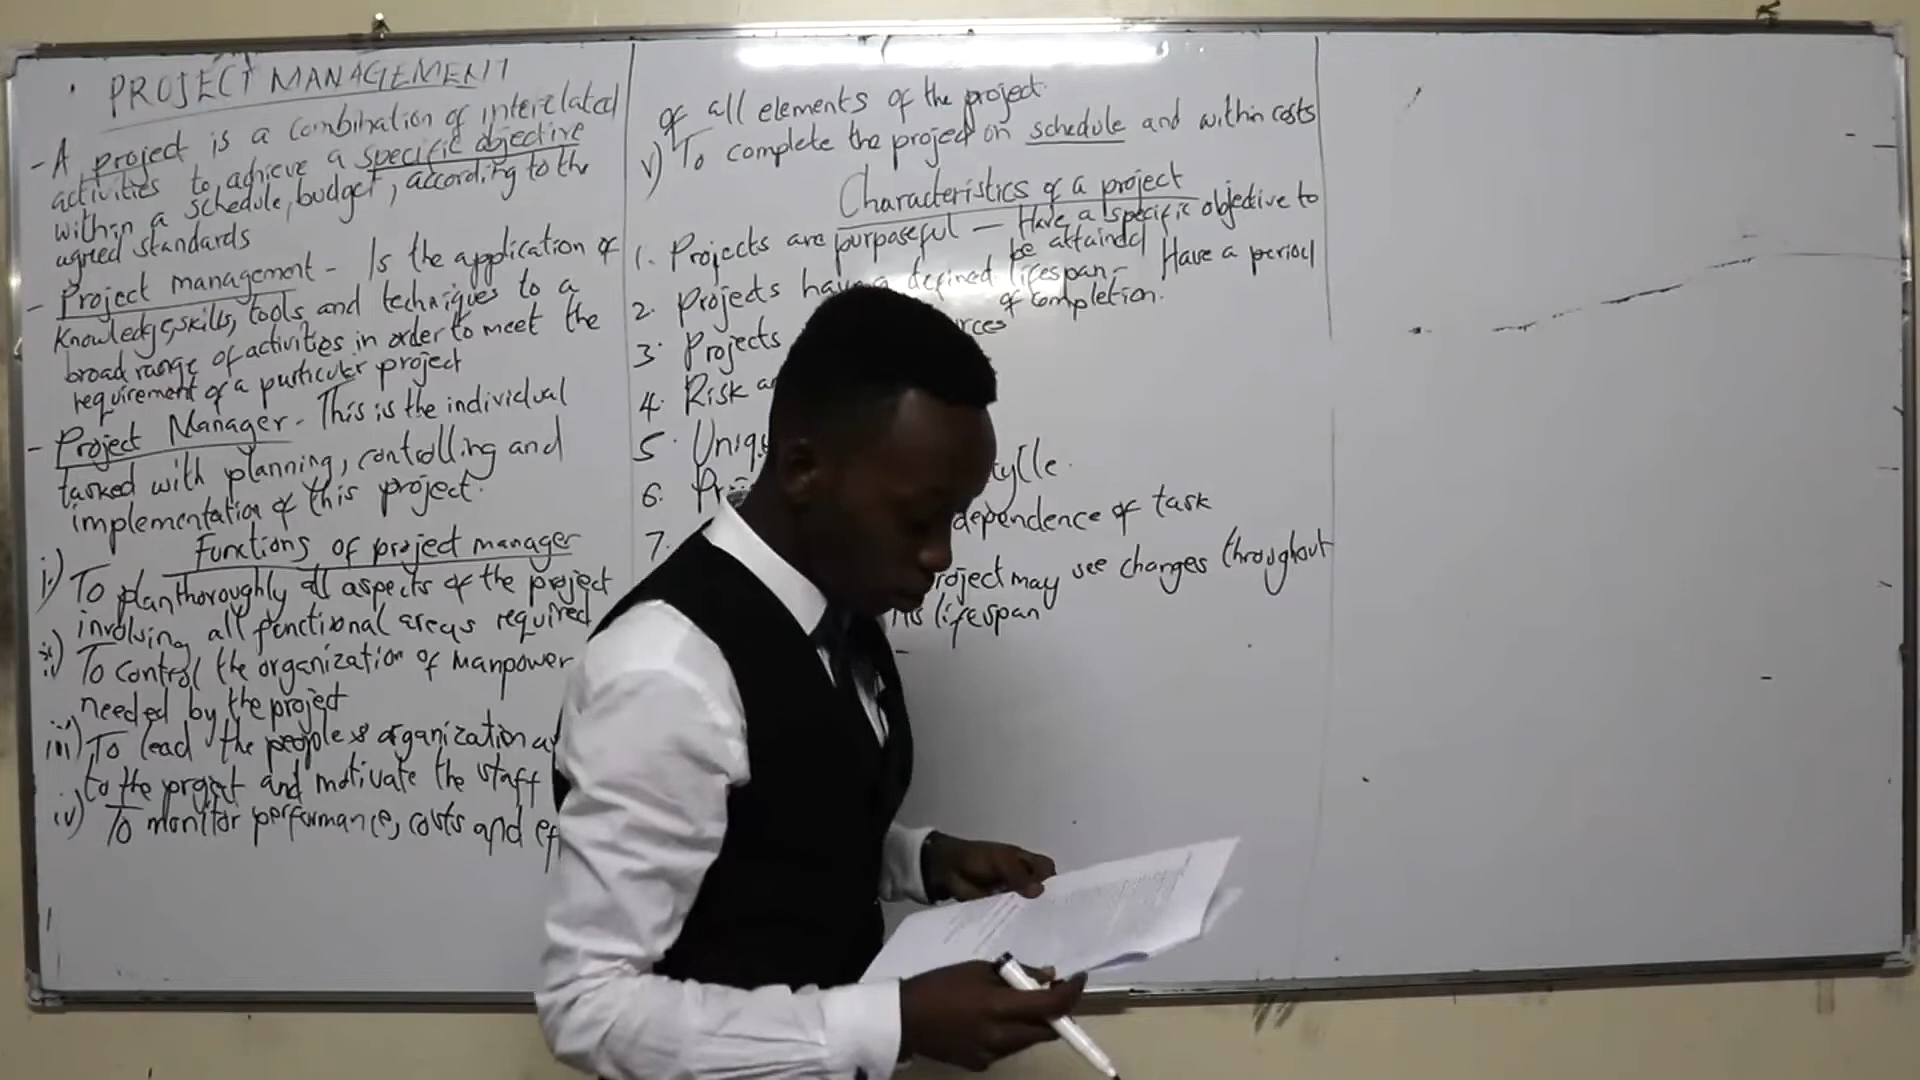 PROJECT MANAGEMENT
- A project is a combination of interelated
activities to achieve a specific objective
within a schedule, budget, according to the
agreed standards
- Project management - Is the application of
knowledge, skills, tools and techniques to a
broad range of activities in order to meet the
requirement of a particular project
- Project Manager - This is the individual
tasked with planning, controlling and
implementation of this project.
Functions of project manager
i) To plan thoroughly all aspects of the project
involving all functional areas required
ii) To control the organization of manpower
needed by the project
iii) To lead the people & organization
to the project and motivate the staff
iv) To monitor performance, costs and
of all elements of the project.
v) To complete the project on schedule and within costs
Characteristics of a project
1. Projects are purposeful - Have a specific objective to
be attained
2. Projects have a defined lifespan - Have a period
of completion.
3. Projects
4. Risk
5.
6.
7. dependence of task
project may see changes throughout
its lifespan